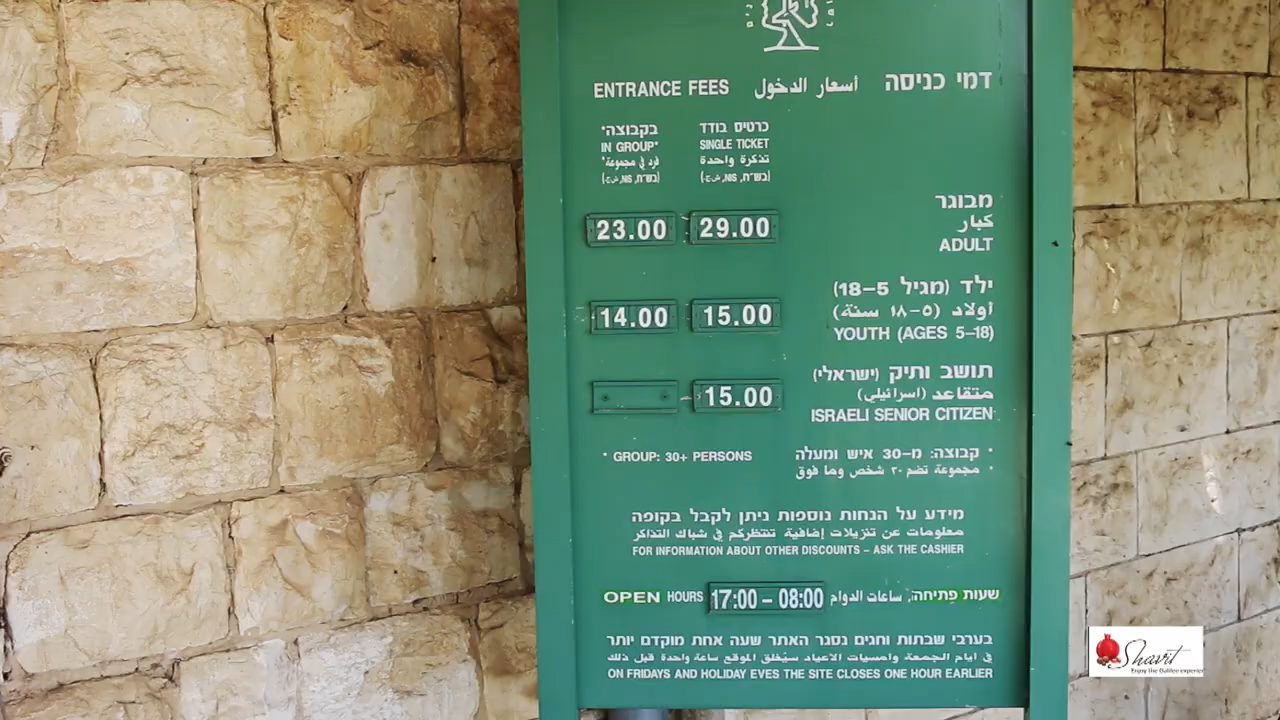 ENTRANCE FEES أسعار الدخول דמי כניסה
בקבוצה* כרטיס בודד
IN GROUP* SINGLE TICKET
فرد في مجموعة* تذكرة واحدة
(בש"ח, NIS, ش.ج.) (בש"ח, NIS, ش.ج.)
מבוגר
كبار
23.00 29.00
ADULT
ילד (מגיל 5–18)
أولاد (٥–١٨ سنة)
14.00 15.00
YOUTH (AGES 5–18)
תושב ותיק (ישראלי)
متقاعد (اسرائيلي)
15.00
ISRAELI SENIOR CITIZEN
* GROUP: 30+ PERSONS * קבוצה: מ–30 איש ומעלה
* مجموعة تضم ٣٠ شخص وما فوق
מידע על הנחות נוספות ניתן לקבל בקופה
معلومات عن تنزيلات إضافية تنتظركم في شباك التذاكر
FOR INFORMATION ABOUT OTHER DISCOUNTS – ASK THE CASHIER
OPEN HOURS 17:00 – 08:00 ساعات الدوام שעות פתיחה:
בערבי שבתות וחגים נסגר האתר שעה אחת מוקדם יותר
في ايام الجمعة وامسيات الاعياد سيُغلق الموقع ساعة واحدة قبل ذلك
ON FRIDAYS AND HOLIDAY EVES THE SITE CLOSES ONE HOUR EARLIER
Shavit
Enjoy the Galilee experience